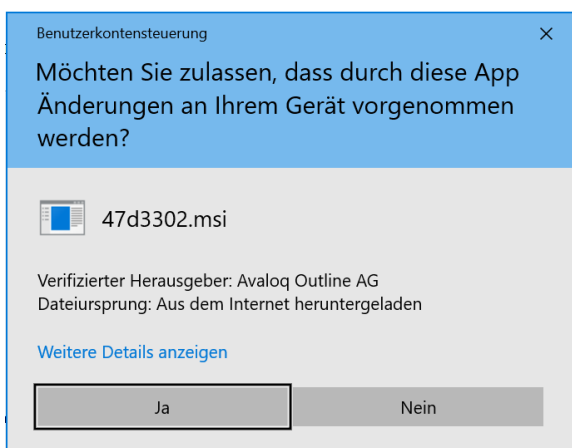 Benutzerkontensteuerung
Möchten Sie zulassen, dass durch diese App
Änderungen an Ihrem Gerät vorgenommen
werden?
47d3302.msi
Verifizierter Herausgeber: Avaloq Outline AG
Dateiursprung: Aus dem Internet heruntergeladen
Weitere Details anzeigen
Ja Nein